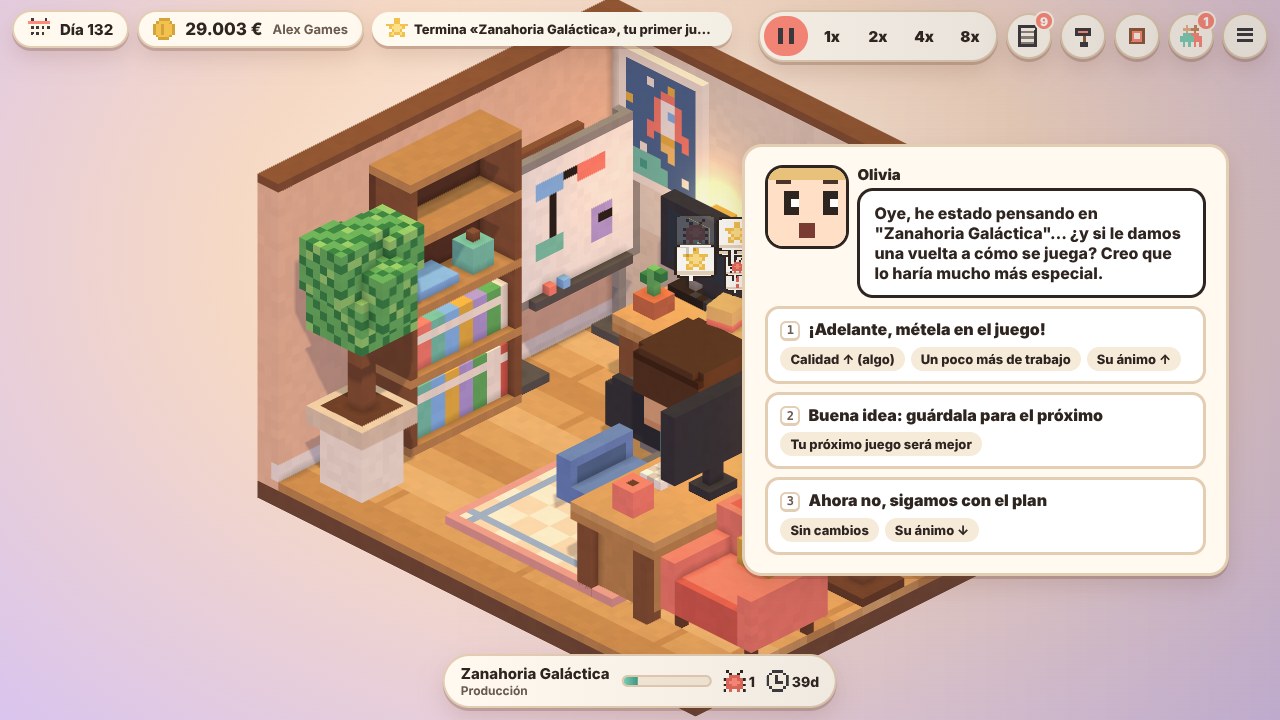 Día 132
29.003 € Alex Games
Termina «Zanahoria Galáctica», tu primer ju...
1x 2x 4x 8x
9
1
Olivia
Oye, he estado pensando en
"Zanahoria Galáctica"... ¿y si le damos
una vuelta a cómo se juega? Creo que
lo haría mucho más especial.
1 ¡Adelante, métela en el juego!
Calidad ↑ (algo) Un poco más de trabajo Su ánimo ↑
2 Buena idea: guárdala para el próximo
Tu próximo juego será mejor
3 Ahora no, sigamos con el plan
Sin cambios Su ánimo ↓
Zanahoria Galáctica
Producción
1 39d